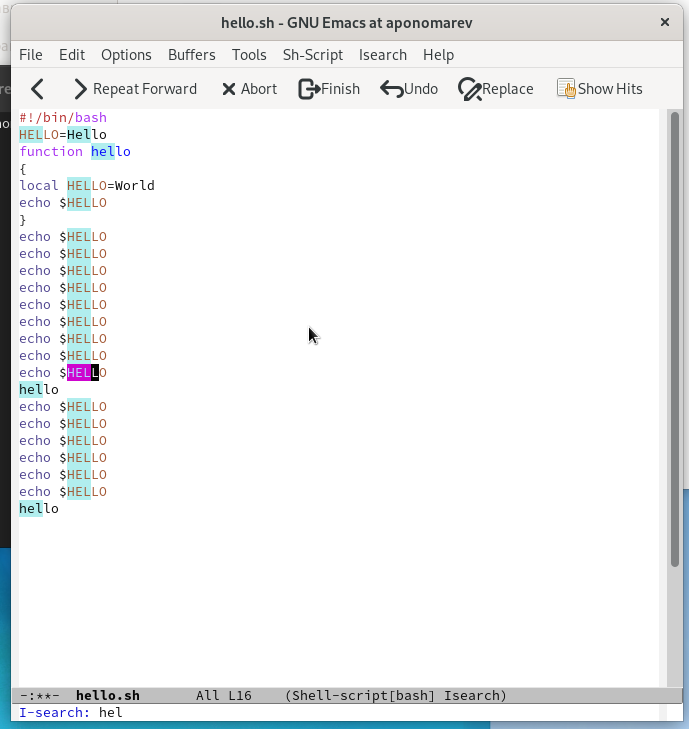 hello.sh - GNU Emacs at aponomarev
File Edit Options Buffers Tools Sh-Script Isearch Help
Repeat Forward Abort Finish Undo Replace Show Hits
#!/bin/bash
HELLO=Hello
function hello
{
local HELLO=World
echo $HELLO
}
echo $HELLO
echo $HELLO
echo $HELLO
echo $HELLO
echo $HELLO
echo $HELLO
echo $HELLO
echo $HELLO
echo $HELLO
hello
echo $HELLO
echo $HELLO
echo $HELLO
echo $HELLO
echo $HELLO
echo $HELLO
hello
-:**- hello.sh All L16 (Shell-script[bash] Isearch)
I-search: hel